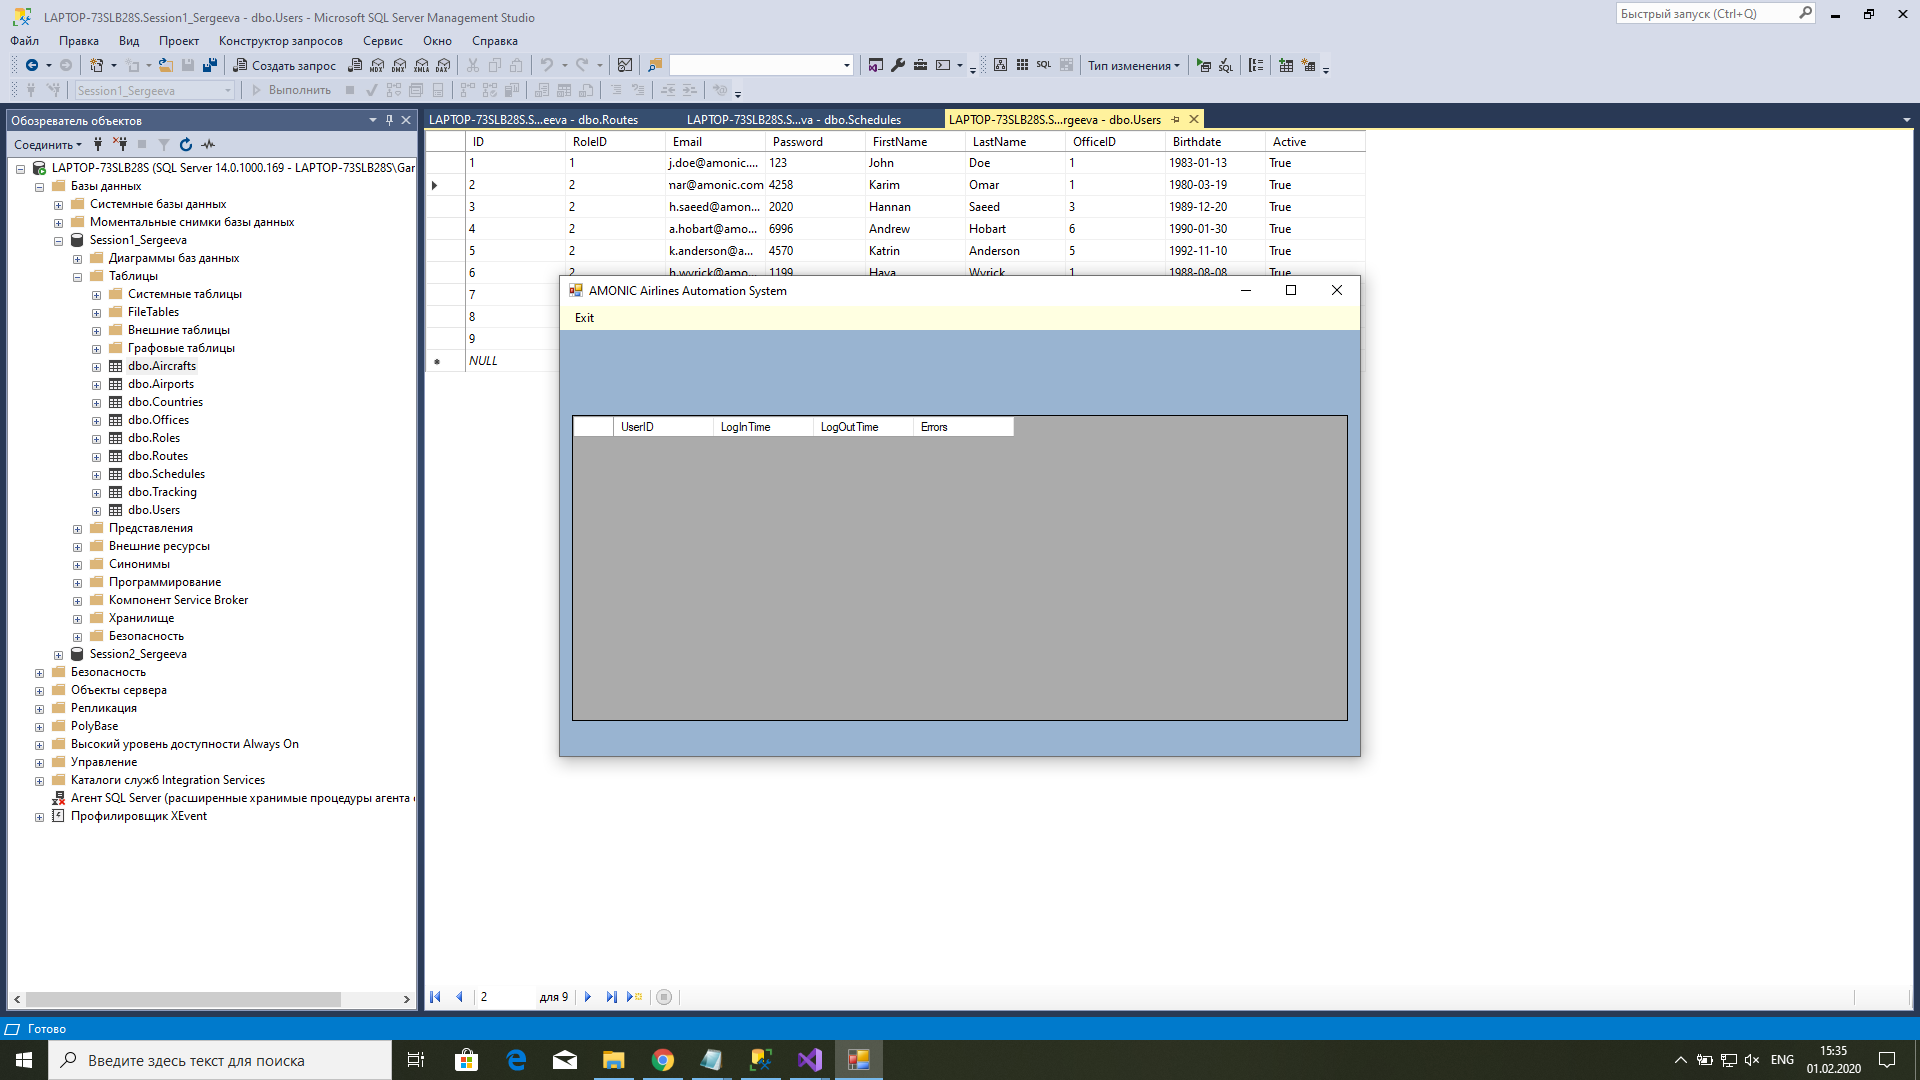 LAPTOP-73SLB28S.Session1_Sergeeva - dbo.Users - Microsoft SQL Server Management Studio
Быстрый запуск (Ctrl+Q)
Файл Правка Вид Проект Конструктор запросов Сервис Окно Справка
Создать запрос MDX DMX XMLA DAX SQL Тип изменения SQL
Session1_Sergeeva Выполнить
Обозреватель объектов
Соединить
LAPTOP-73SLB28S (SQL Server 14.0.1000.169 - LAPTOP-73SLB28S\Gar
Базы данных
Системные базы данных
Моментальные снимки базы данных
Session1_Sergeeva
Диаграммы баз данных
Таблицы
Системные таблицы
FileTables
Внешние таблицы
Графовые таблицы
dbo.Aircrafts
dbo.Airports
dbo.Countries
dbo.Offices
dbo.Roles
dbo.Routes
dbo.Schedules
dbo.Tracking
dbo.Users
Представления
Внешние ресурсы
Синонимы
Программирование
Компонент Service Broker
Хранилище
Безопасность
Session2_Sergeeva
Безопасность
Объекты сервера
Репликация
PolyBase
Высокий уровень доступности Always On
Управление
Каталоги служб Integration Services
Агент SQL Server (расширенные хранимые процедуры агента
Профилировщик XEvent
LAPTOP-73SLB28S.S...eeva - dbo.Routes LAPTOP-73SLB28S.S...va - dbo.Schedules LAPTOP-73SLB28S.S...rgeeva - dbo.Users
ID RoleID Email Password FirstName LastName OfficeID Birthdate Active
1 1 j.doe@amonic.... 123 John Doe 1 1983-01-13 True
2 2 nar@amonic.com 4258 Karim Omar 1 1980-03-19 True
3 2 h.saeed@amon... 2020 Hannan Saeed 3 1989-12-20 True
4 2 a.hobart@amo... 6996 Andrew Hobart 6 1990-01-30 True
5 2 k.anderson@a... 4570 Katrin Anderson 5 1992-11-10 True
6 2 h.wyrick@amo... 1199 Haya Wyrick 1 1988-08-08 True
7
8
9
NULL
AMONIC Airlines Automation System
Exit
UserID LogInTime LogOutTime Errors
2 для 9
Готово
Введите здесь текст для поиска
ENG
15:35
01.02.2020